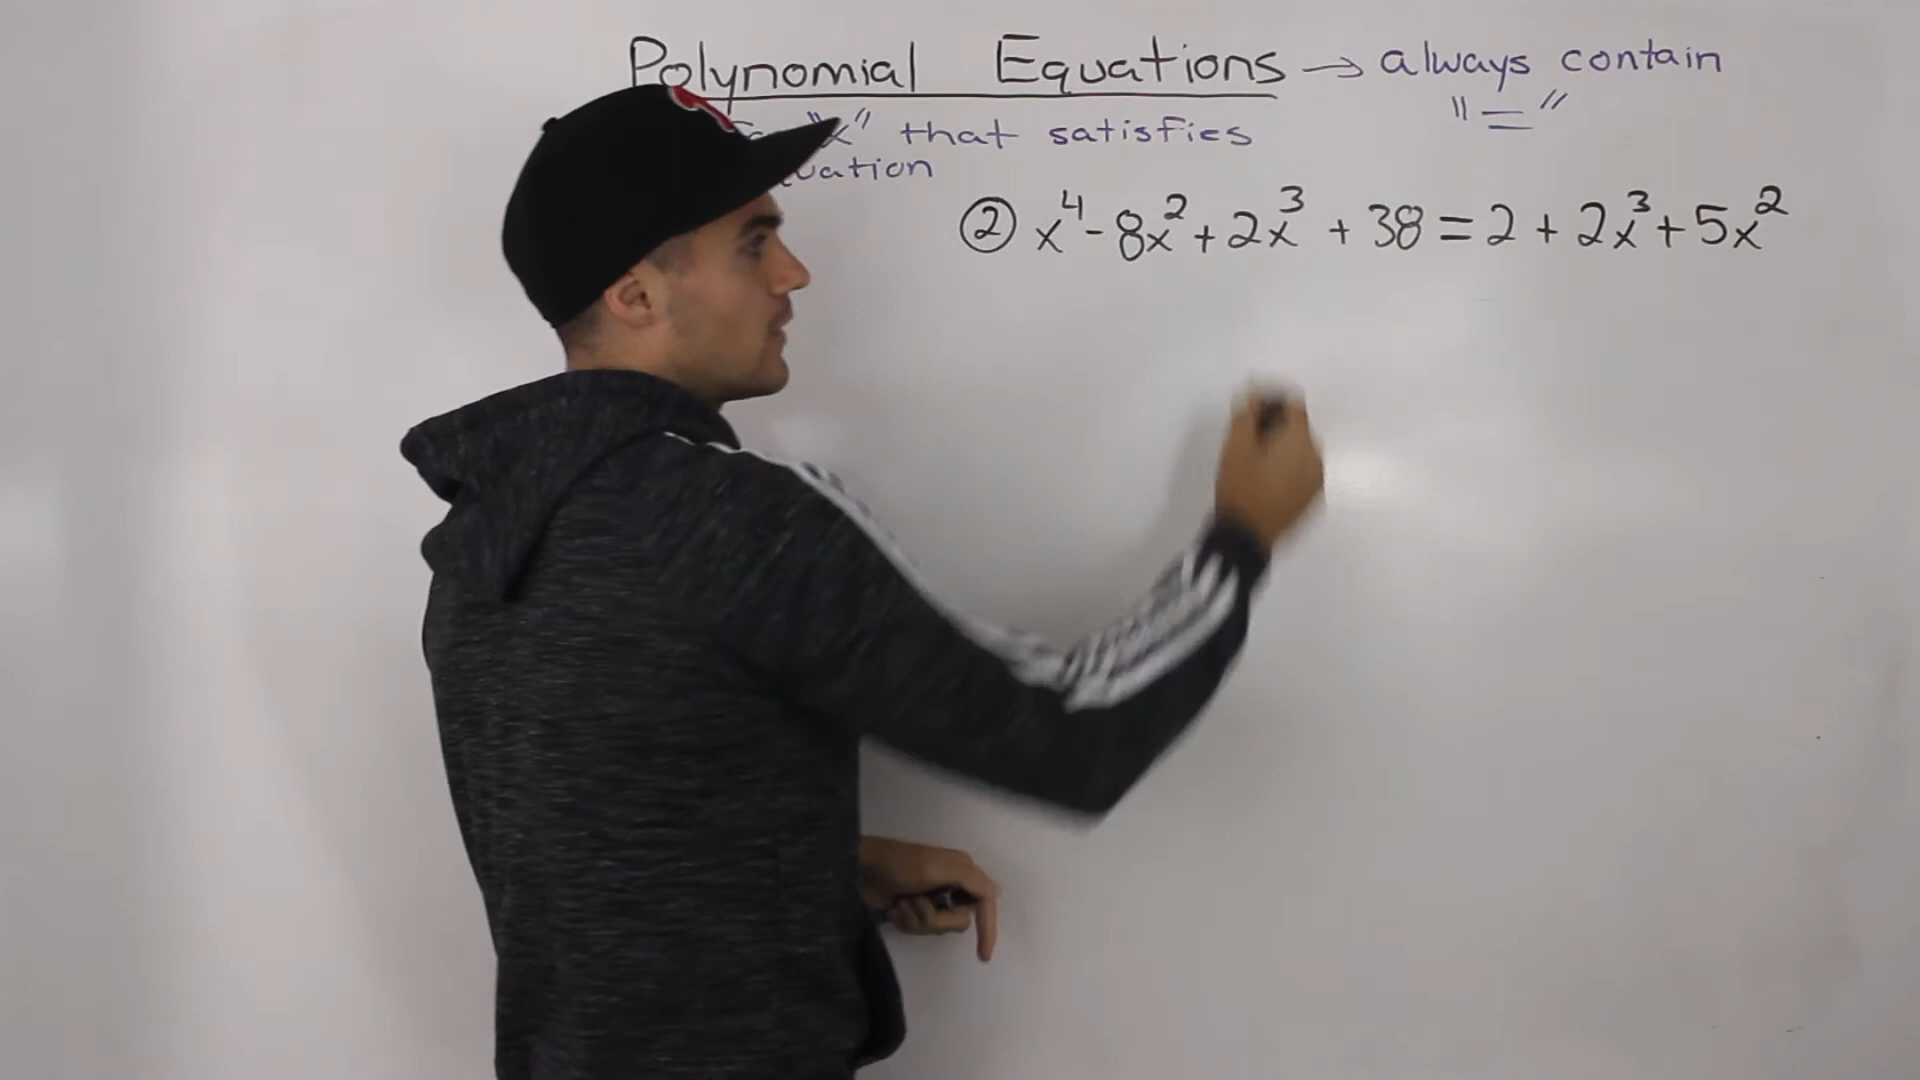 Polynomial Equations → always contain
"="
"x" that satisfies
uation
② x⁴ - 8x² + 2x³ + 38 = 2 + 2x³ + 5x²